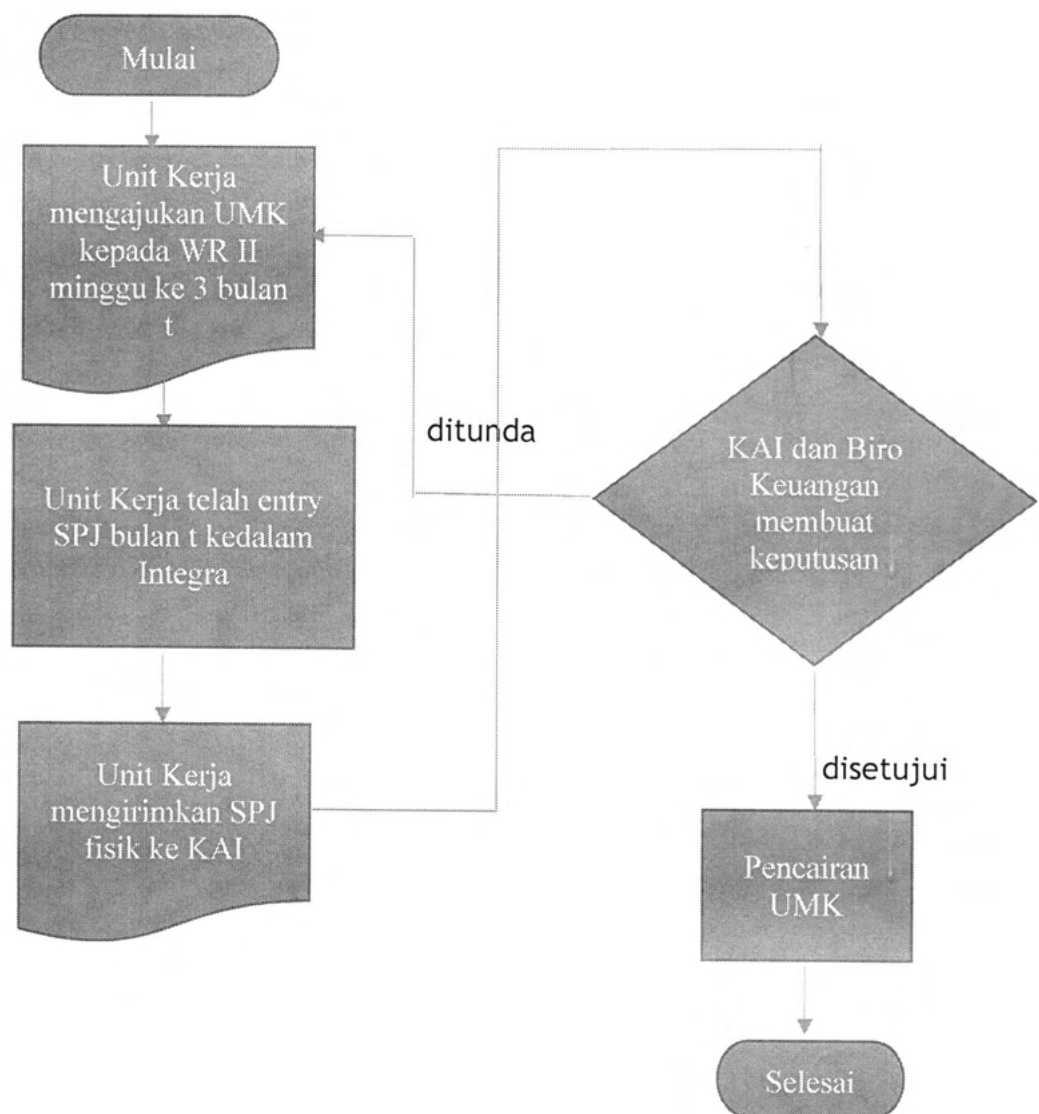 Mulai
Unit Kerja
mengajukan UMK
kepada WR II
minggu ke 3 bulan
t
Unit Kerja telah entry
SPJ bulan t kedalam
Integra
Unit Kerja
mengirimkan SPJ
fisik ke KAI
ditunda
KAI dan Biro
Keuangan
membuat
keputusan
disetujui
Pencairan
UMK
Selesai